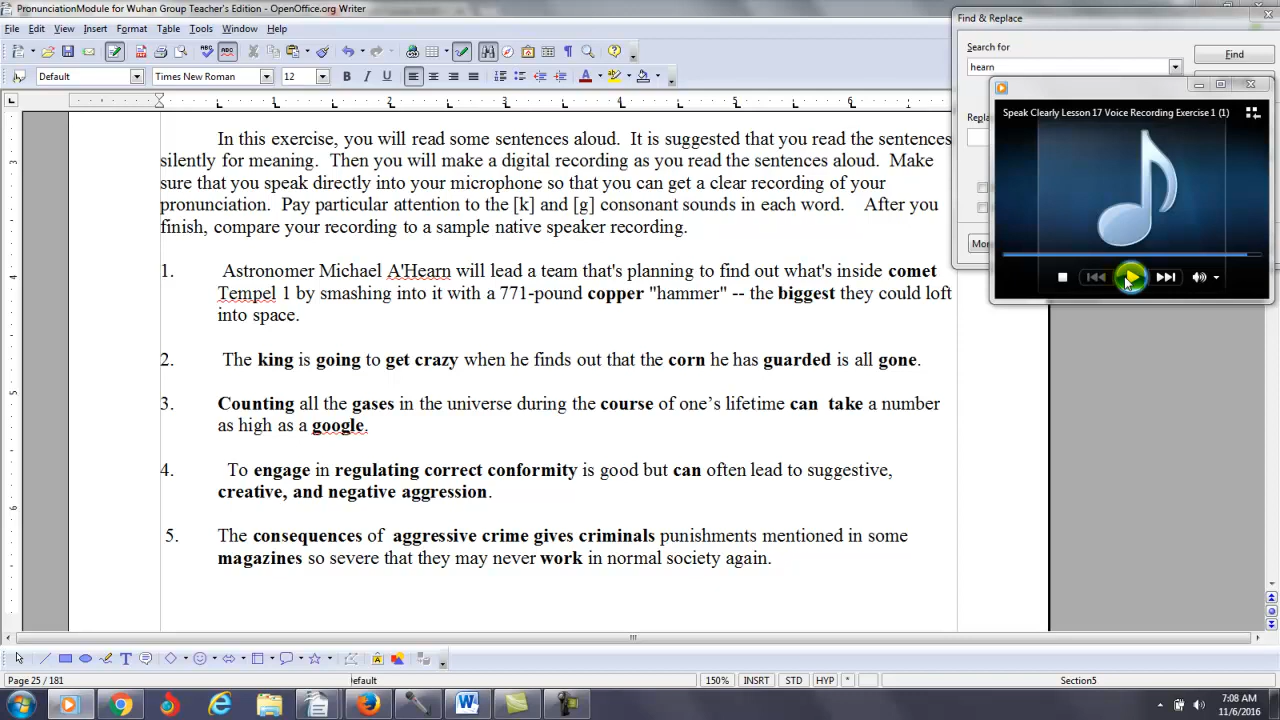 PronunciationModule for Wuhan Group Teacher's Edition - OpenOffice.org Writer
File Edit View Insert Format Table Tools Window Help
Default Times New Roman 12
Find & Replace
Search for
Find
hearn
Speak Clearly Lesson 17 Voice Recording Exercise 1 (1)
In this exercise, you will read some sentences aloud. It is suggested that you read the sentences
silently for meaning. Then you will make a digital recording as you read the sentences aloud. Make
sure that you speak directly into your microphone so that you can get a clear recording of your
pronunciation. Pay particular attention to the [k] and [g] consonant sounds in each word. After you
finish, compare your recording to a sample native speaker recording.
1. Astronomer Michael A'Hearn will lead a team that's planning to find out what's inside comet
Tempel 1 by smashing into it with a 771-pound copper "hammer" -- the biggest they could loft
into space.
2. The king is going to get crazy when he finds out that the corn he has guarded is all gone.
3. Counting all the gases in the universe during the course of one's lifetime can take a number
as high as a google.
4. To engage in regulating correct conformity is good but can often lead to suggestive,
creative, and negative aggression.
5. The consequences of aggressive crime gives criminals punishments mentioned in some
magazines so severe that they may never work in normal society again.
Page 25 / 181 efault 150% INSRT STD HYP * Section5
7:08 AM
11/6/2016